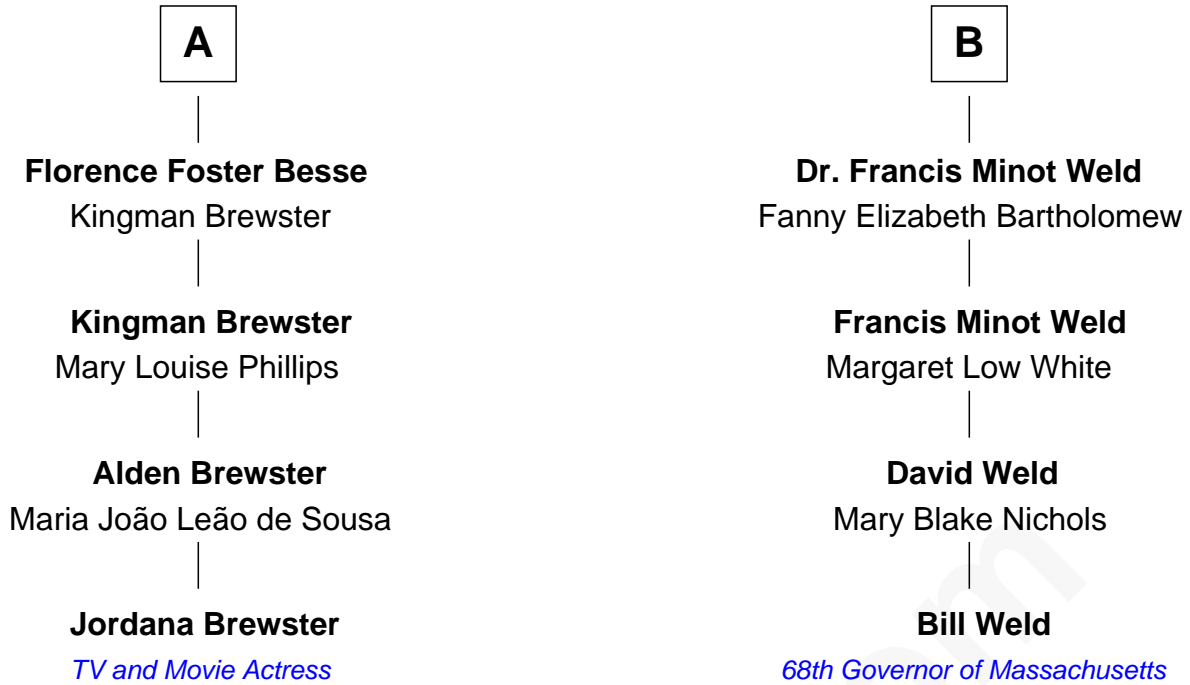 A
B
Florence Foster Besse
Kingman Brewster
Dr. Francis Minot Weld
Fanny Elizabeth Bartholomew
Kingman Brewster
Mary Louise Phillips
Francis Minot Weld
Margaret Low White
Alden Brewster
Maria João Leão de Sousa
David Weld
Mary Blake Nichols
Jordana Brewster
TV and Movie Actress
Bill Weld
68th Governor of Massachusetts